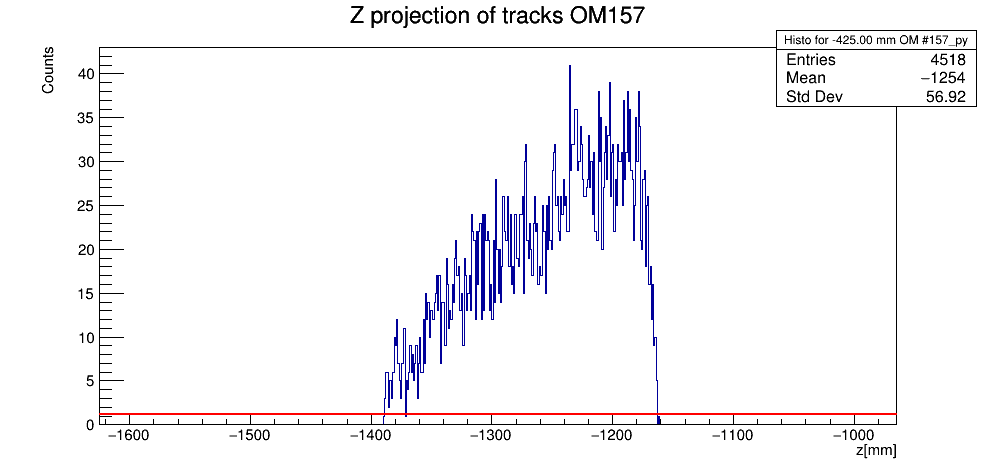 Z projection of tracks OM157
Histo for -425.00 mm OM #157_py
Entries 4518
Mean −1254
Std Dev 56.92
Counts
40
35
30
25
20
15
10
5
0
−1600 −1500 −1400 −1300 −1200 −1100 −1000
z[mm]